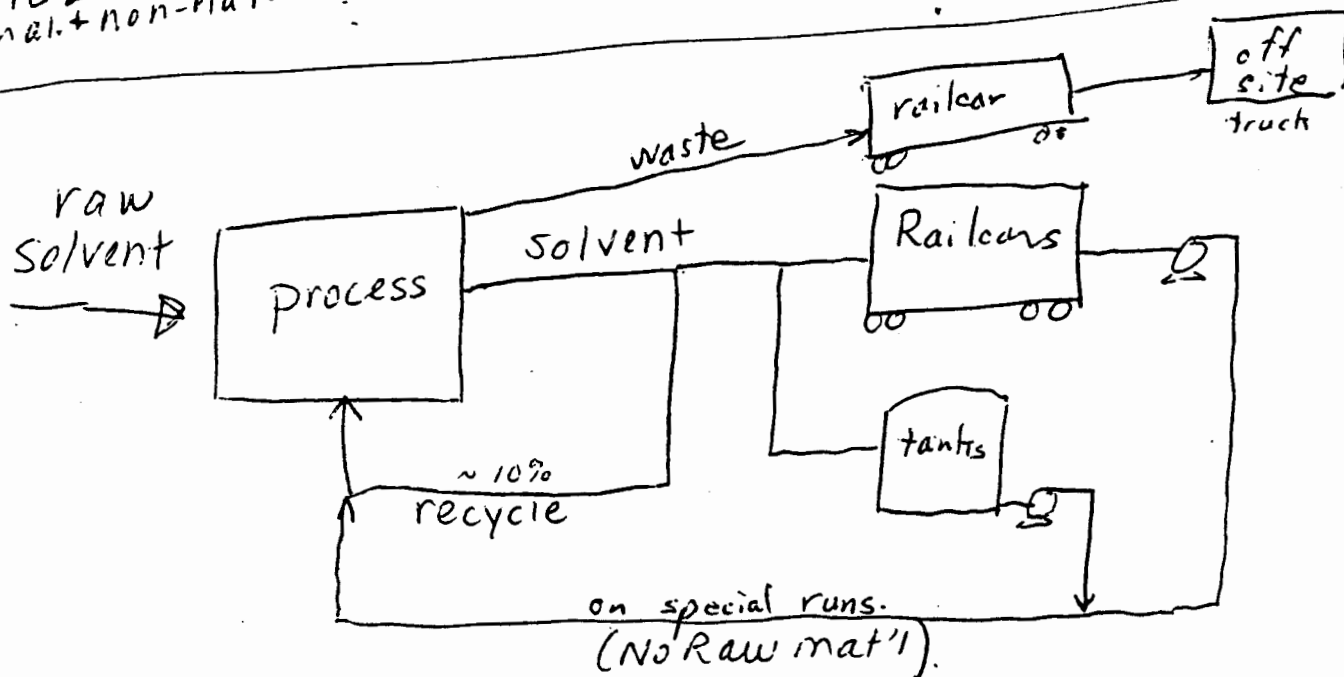 off
site
truck
railcar
waste
raw
solvent
process
solvent
Railcars
tanks
~ 10%
recycle
on special runs.
(No Raw mat'l).